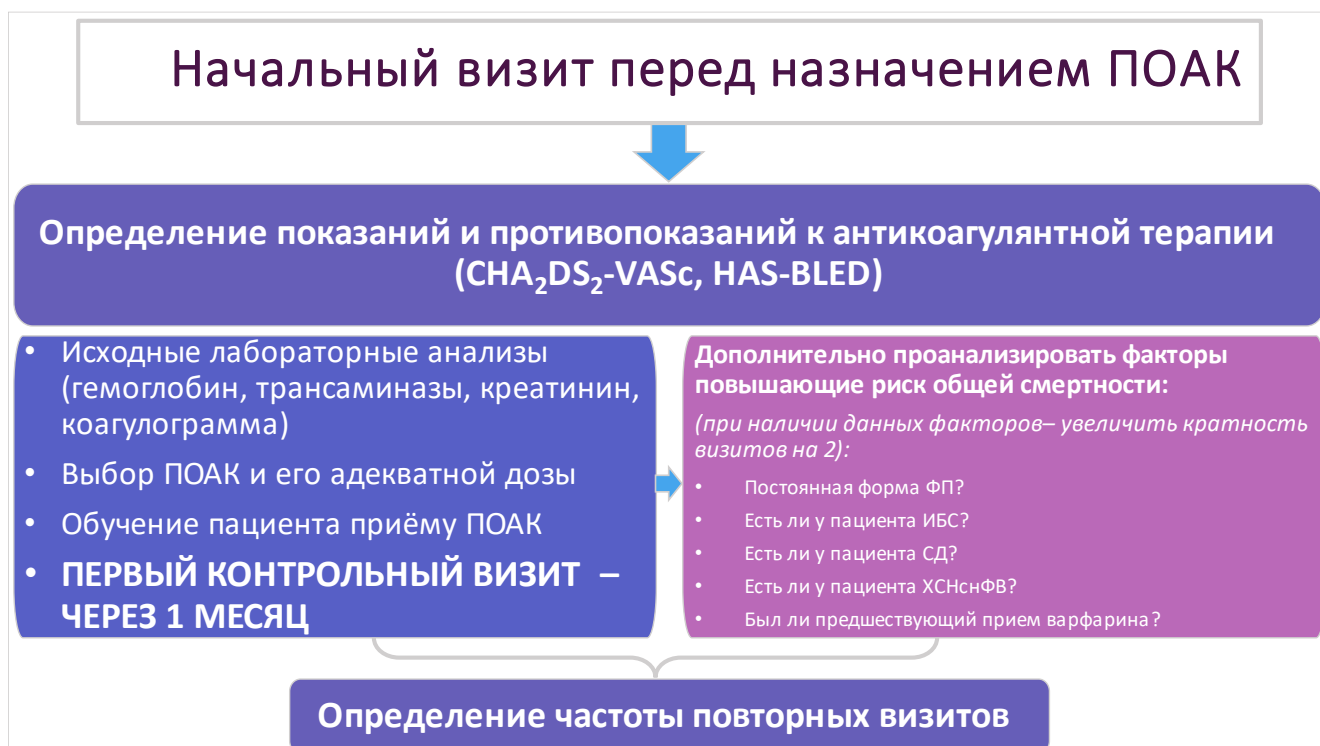 Начальный визит перед назначением ПОАК
Определение показаний и противопоказаний к антикоагулянтной терапии
(CHA₂DS₂-VASc, HAS-BLED)
• Исходные лабораторные анализы
(гемоглобин, трансаминазы, креатинин,
коагулограмма)
• Выбор ПОАК и его адекватной дозы
• Обучение пациента приёму ПОАК
• ПЕРВЫЙ КОНТРОЛЬНЫЙ ВИЗИТ –
ЧЕРЕЗ 1 МЕСЯЦ
Дополнительно проанализировать факторы
повышающие риск общей смертности:
(при наличии данных факторов– увеличить кратность
визитов на 2):
• Постоянная форма ФП?
• Есть ли у пациента ИБС?
• Есть ли у пациента СД?
• Есть ли у пациента ХСНснФВ?
• Был ли предшествующий прием варфарина?
Определение частоты повторных визитов